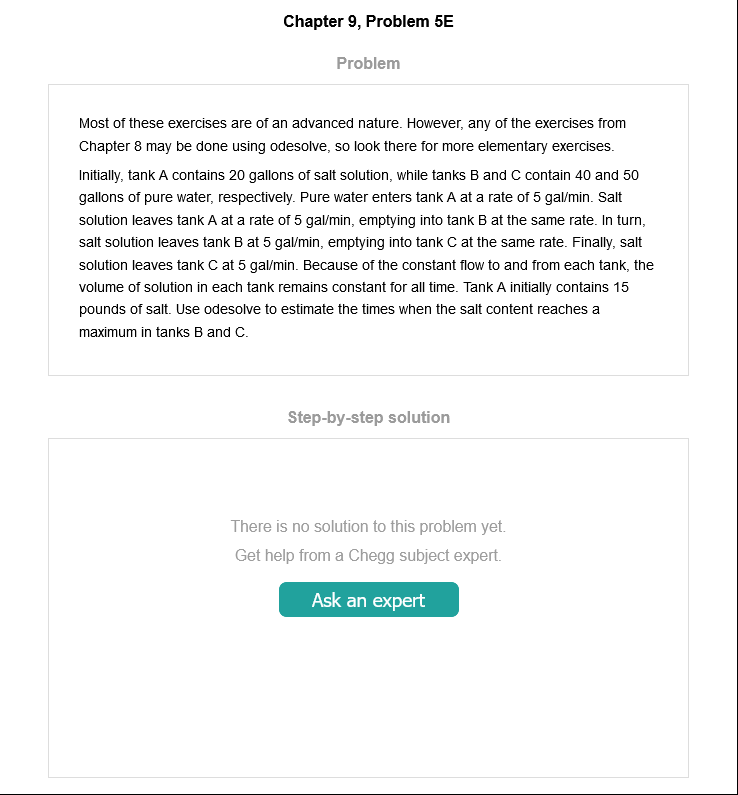 Chapter 9, Problem 5E
Problem
Most of these exercises are of an advanced nature. However, any of the exercises from
Chapter 8 may be done using odesolve, so look there for more elementary exercises.
Initially, tank A contains 20 gallons of salt solution, while tanks B and C contain 40 and 50
gallons of pure water, respectively. Pure water enters tank A at a rate of 5 gal/min. Salt
solution leaves tank A at a rate of 5 gal/min, emptying into tank B at the same rate. In turn,
salt solution leaves tank B at 5 gal/min, emptying into tank C at the same rate. Finally, salt
solution leaves tank C at 5 gal/min. Because of the constant flow to and from each tank, the
volume of solution in each tank remains constant for all time. Tank A initially contains 15
pounds of salt. Use odesolve to estimate the times when the salt content reaches a
maximum in tanks B and C.
Step-by-step solution
There is no solution to this problem yet.
Get help from a Chegg subject expert.
Ask an expert